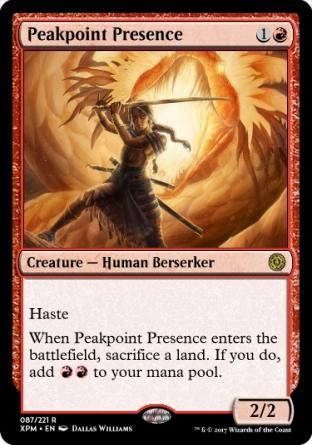 Peakpoint Presence 1
Creature — Human Berserker
Haste
When Peakpoint Presence enters the
battlefield, sacrifice a land. If you do,
add to your mana pool.
2/2
087/221 R
XPM • EN DALLAS WILLIAMS
™ & © 2017 Wizards of the Coast